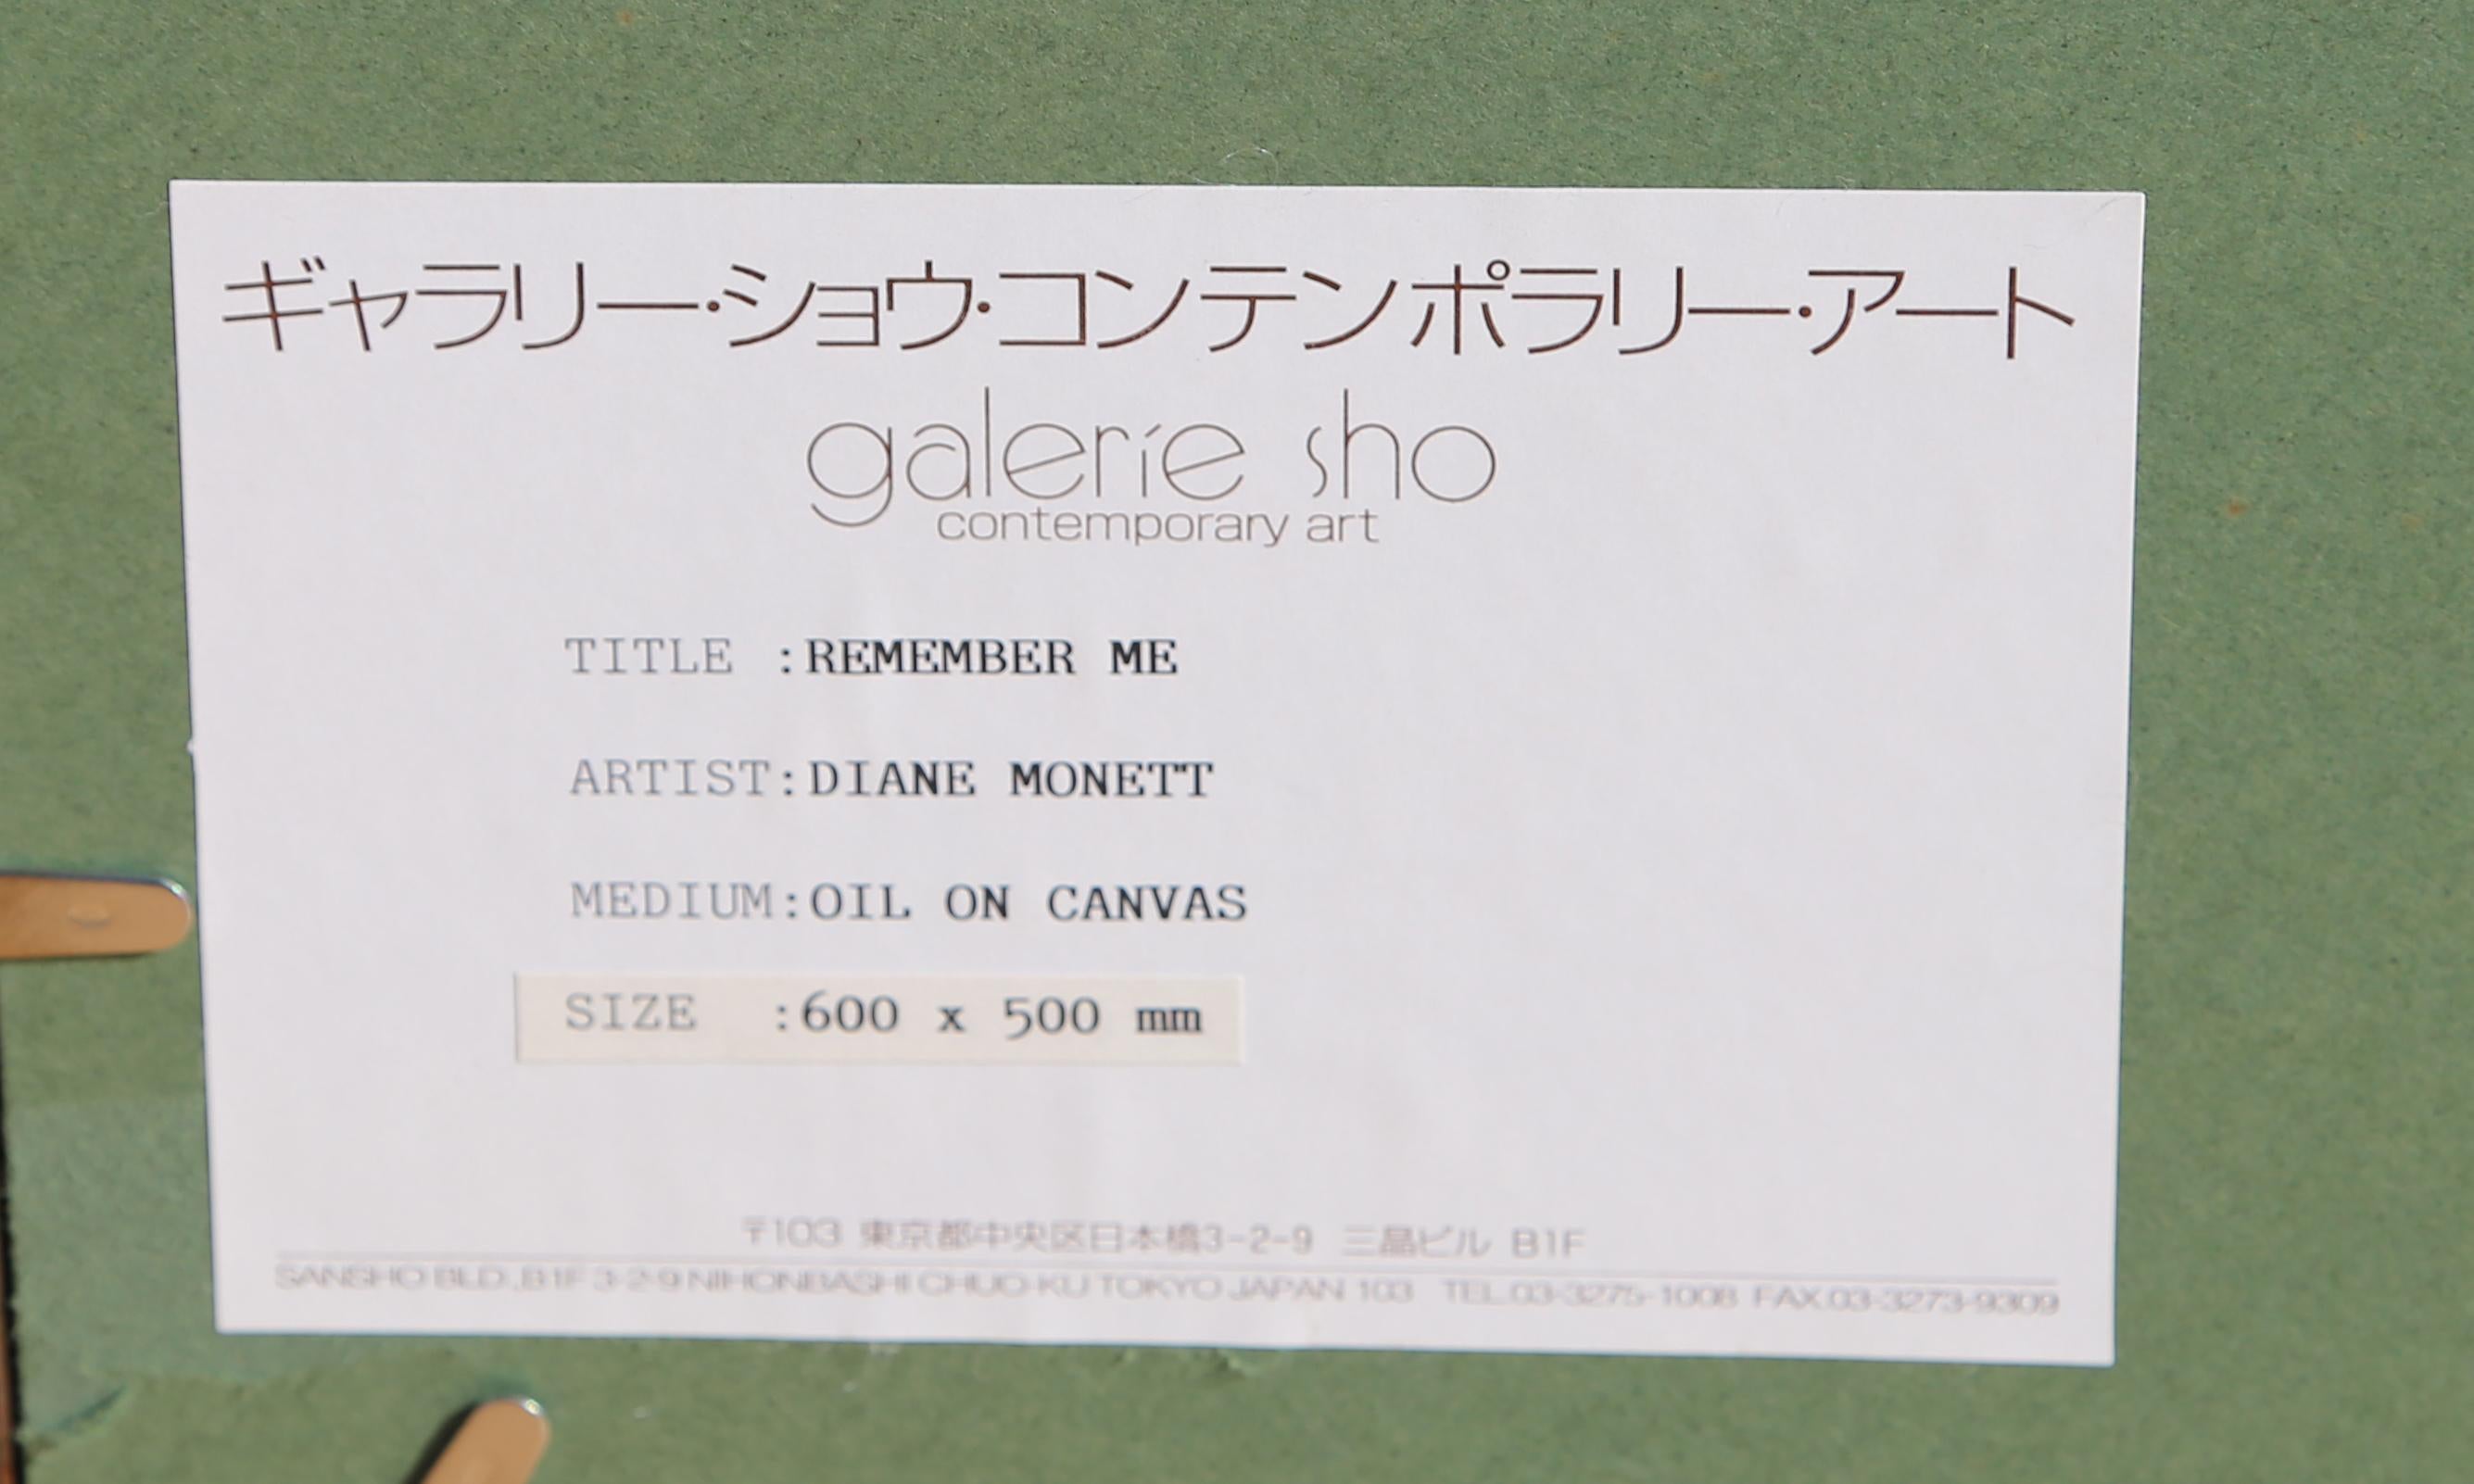 ギャラリー・ショウ・コンテンポラリー・アート
galerie sho
contemporary art
TITLE :REMEMBER ME
ARTIST:DIANE MONETT
MEDIUM:OIL ON CANVAS
SIZE :600 x 500 mm
〒103 東京都中央区日本橋3-2-9 三晶ビル B1F
SANSHO BLD.,B1F 3-2-9 NIHONBASHI CHUO-KU TOKYO JAPAN 103 TEL.03-3275-1008 FAX.03-3273-9309